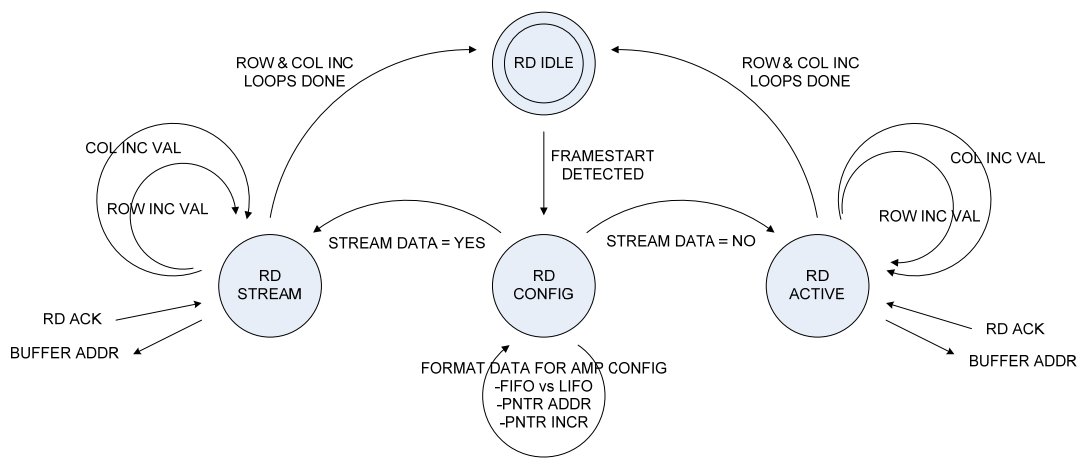 RD IDLE
ROW & COL INC
LOOPS DONE
ROW & COL INC
LOOPS DONE
FRAMESTART
DETECTED
COL INC VAL
ROW INC VAL
COL INC VAL
ROW INC VAL
STREAM DATA = YES
STREAM DATA = NO
RD
STREAM
RD
CONFIG
RD
ACTIVE
RD ACK
BUFFER ADDR
RD ACK
BUFFER ADDR
FORMAT DATA FOR AMP CONFIG
-FIFO vs LIFO
-PNTR ADDR
-PNTR INCR